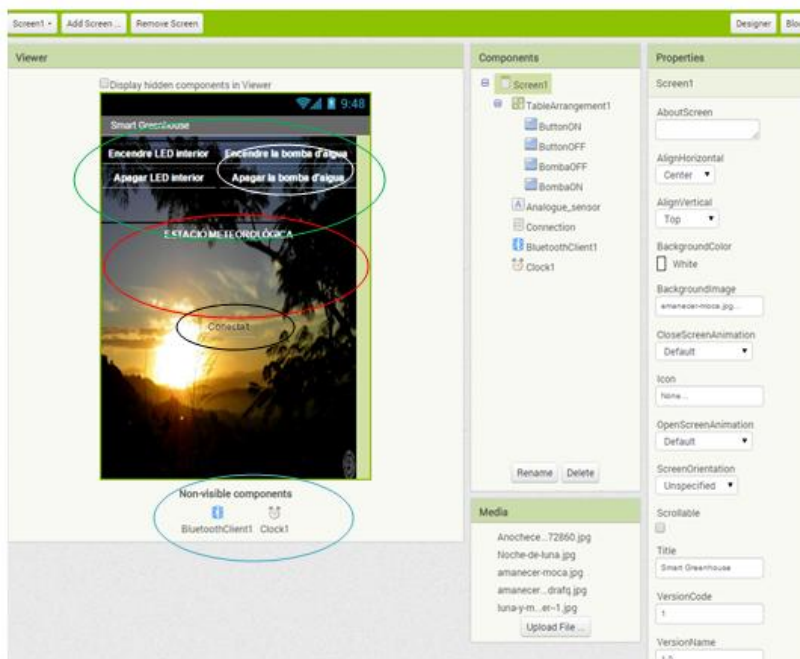 Screen1
Add Screen ...
Remove Screen
Designer
Viewer
Display hidden components in Viewer
9:48
Smart Greenhouse
Encendre LED interior
Encendre la bomba d'aigua
Apagar LED interior
Apagar la bomba d'aigua
ESTACIÓ METEOROLÓGICA
Conecta't
Non-visible components
BluetoothClient1
Clock1
Components
Screen1
TableArrangement1
ButtonON
ButtonOFF
BombaOFF
BombaON
A Analogue_sensor
Connection
BluetoothClient1
Clock1
Rename
Delete
Media
Anochece...72860.jpg
Noche-de-luna.jpg
amanecer-moca.jpg
amanecer...drafq.jpg
luna-y-m...er–1.jpg
Upload File ...
Properties
Screen1
AboutScreen
AlignHorizontal
Center
AlignVertical
Top
BackgroundColor
White
BackgroundImage
amanecer-moca.jpg...
CloseScreenAnimation
Default
Icon
None...
OpenScreenAnimation
Default
ScreenOrientation
Unspecified
Scrollable
Title
Smart Greenhouse
VersionCode
1
VersionName